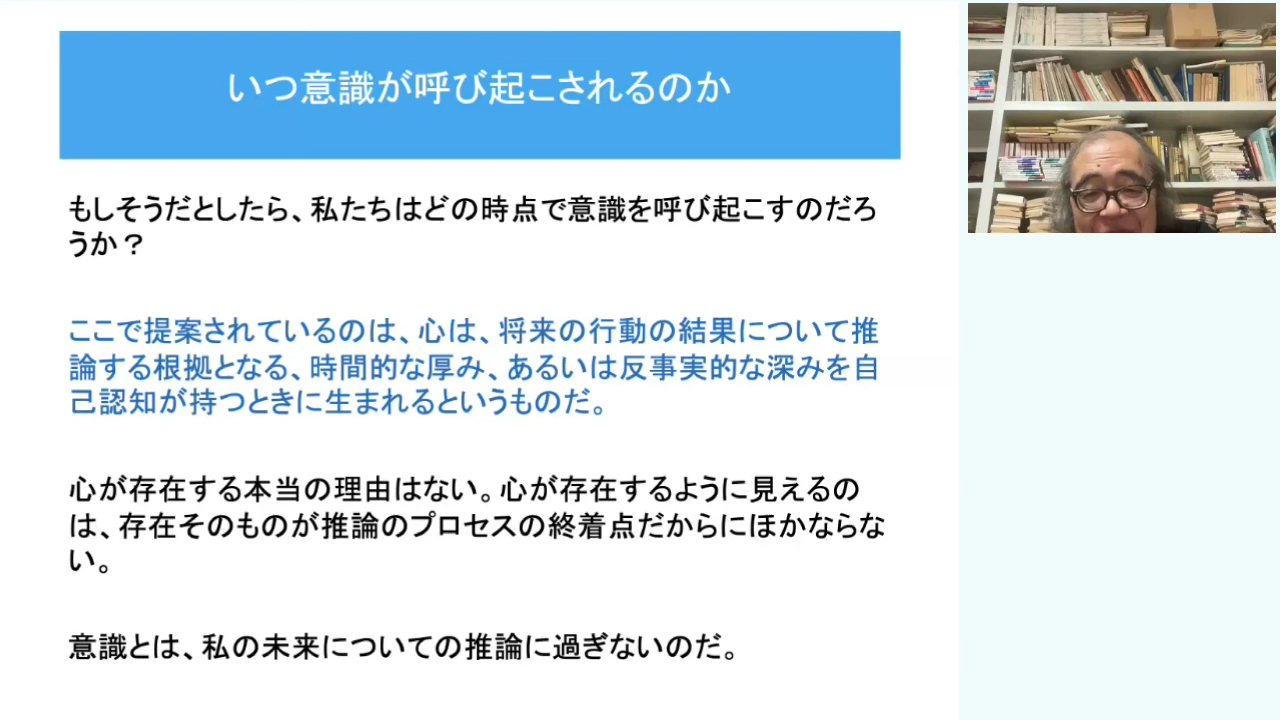 いつ意識が呼び起こされるのか
もしそうだとしたら、私たちはどの時点で意識を呼び起こすのだろ
うか？
ここで提案されているのは、心は、将来の行動の結果について推
論する根拠となる、時間的な厚み、あるいは反事実的な深みを自
己認知が持つときに生まれるというものだ。
心が存在する本当の理由はない。心が存在するように見えるの
は、存在そのものが推論のプロセスの終着点だからにほかならな
い。
意識とは、私の未来についての推論に過ぎないのだ。